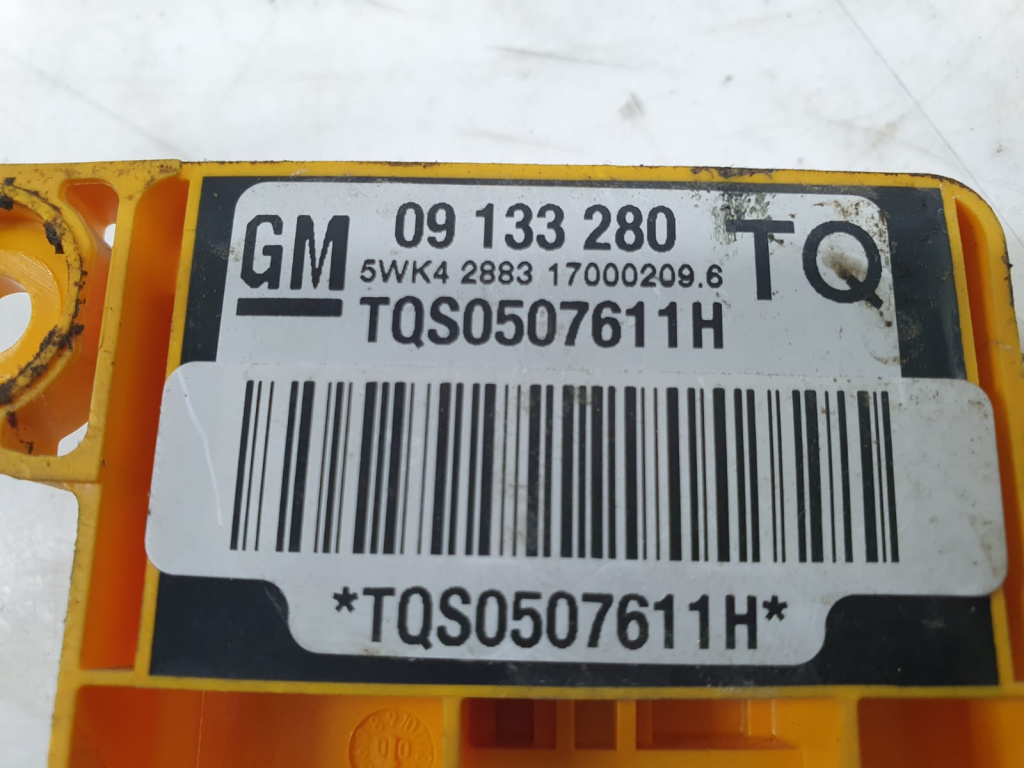 GM 09 133 280 TQ
5WK4 2883 17000209.6
TQS0507611H
*TQS0507611H*